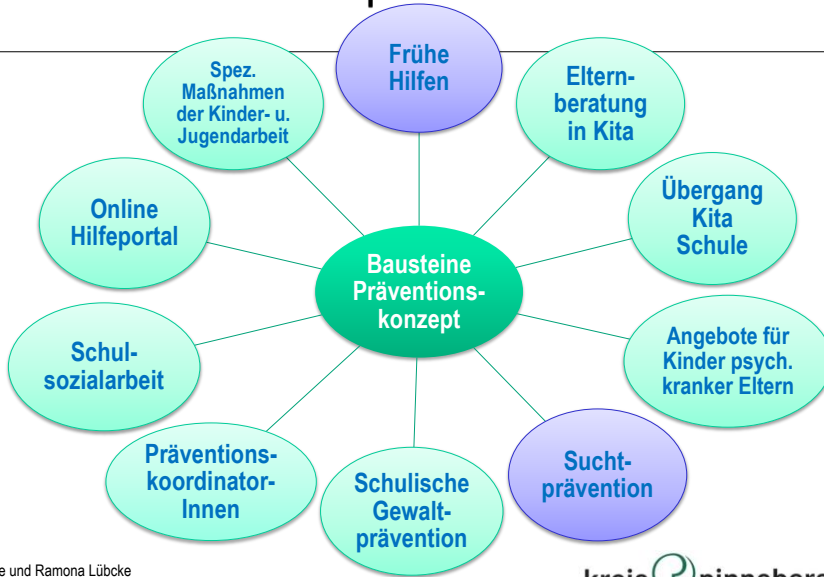 Frühe
Hilfen
Eltern-
beratung
in Kita
Übergang
Kita
Schule
Angebote für
Kinder psych.
kranker Eltern
Sucht-
prävention
Schulische
Gewalt-
prävention
Präventions-
koordinator-
Innen
Schul-
sozialarbeit
Online
Hilfeportal
Spez.
Maßnahmen
der Kinder- u.
Jugendarbeit
Bausteine
Präventions-
konzept
und Ramona Lübcke
kreis pinneberg